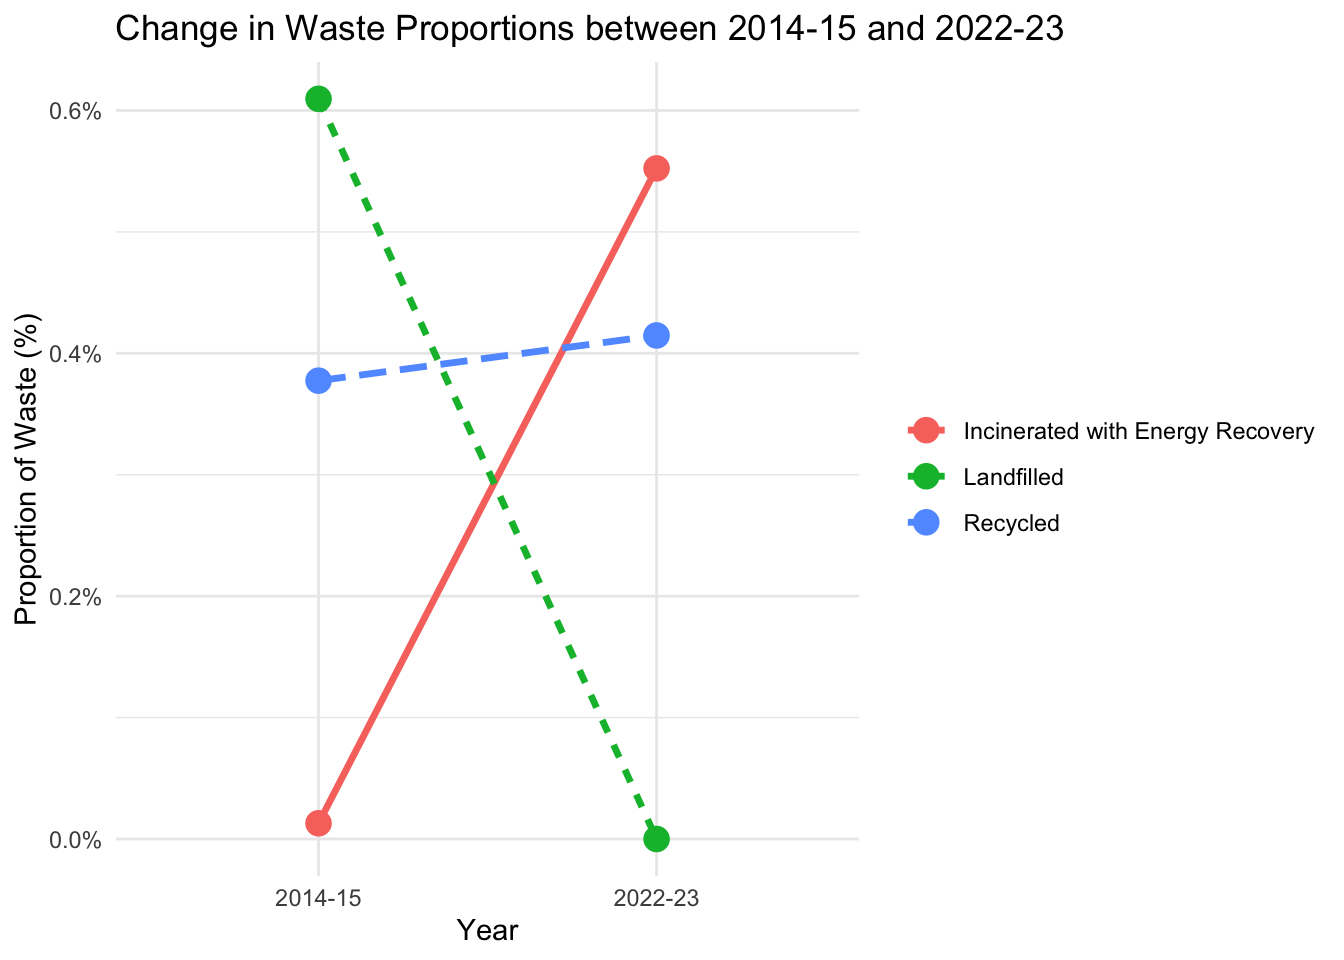 Change in Waste Proportions between 2014-15 and 2022-23
Proportion of Waste (%)
0.6%
0.4%
0.2%
0.0%
2014-15
2022-23
Year
Incinerated with Energy Recovery
Landfilled
Recycled